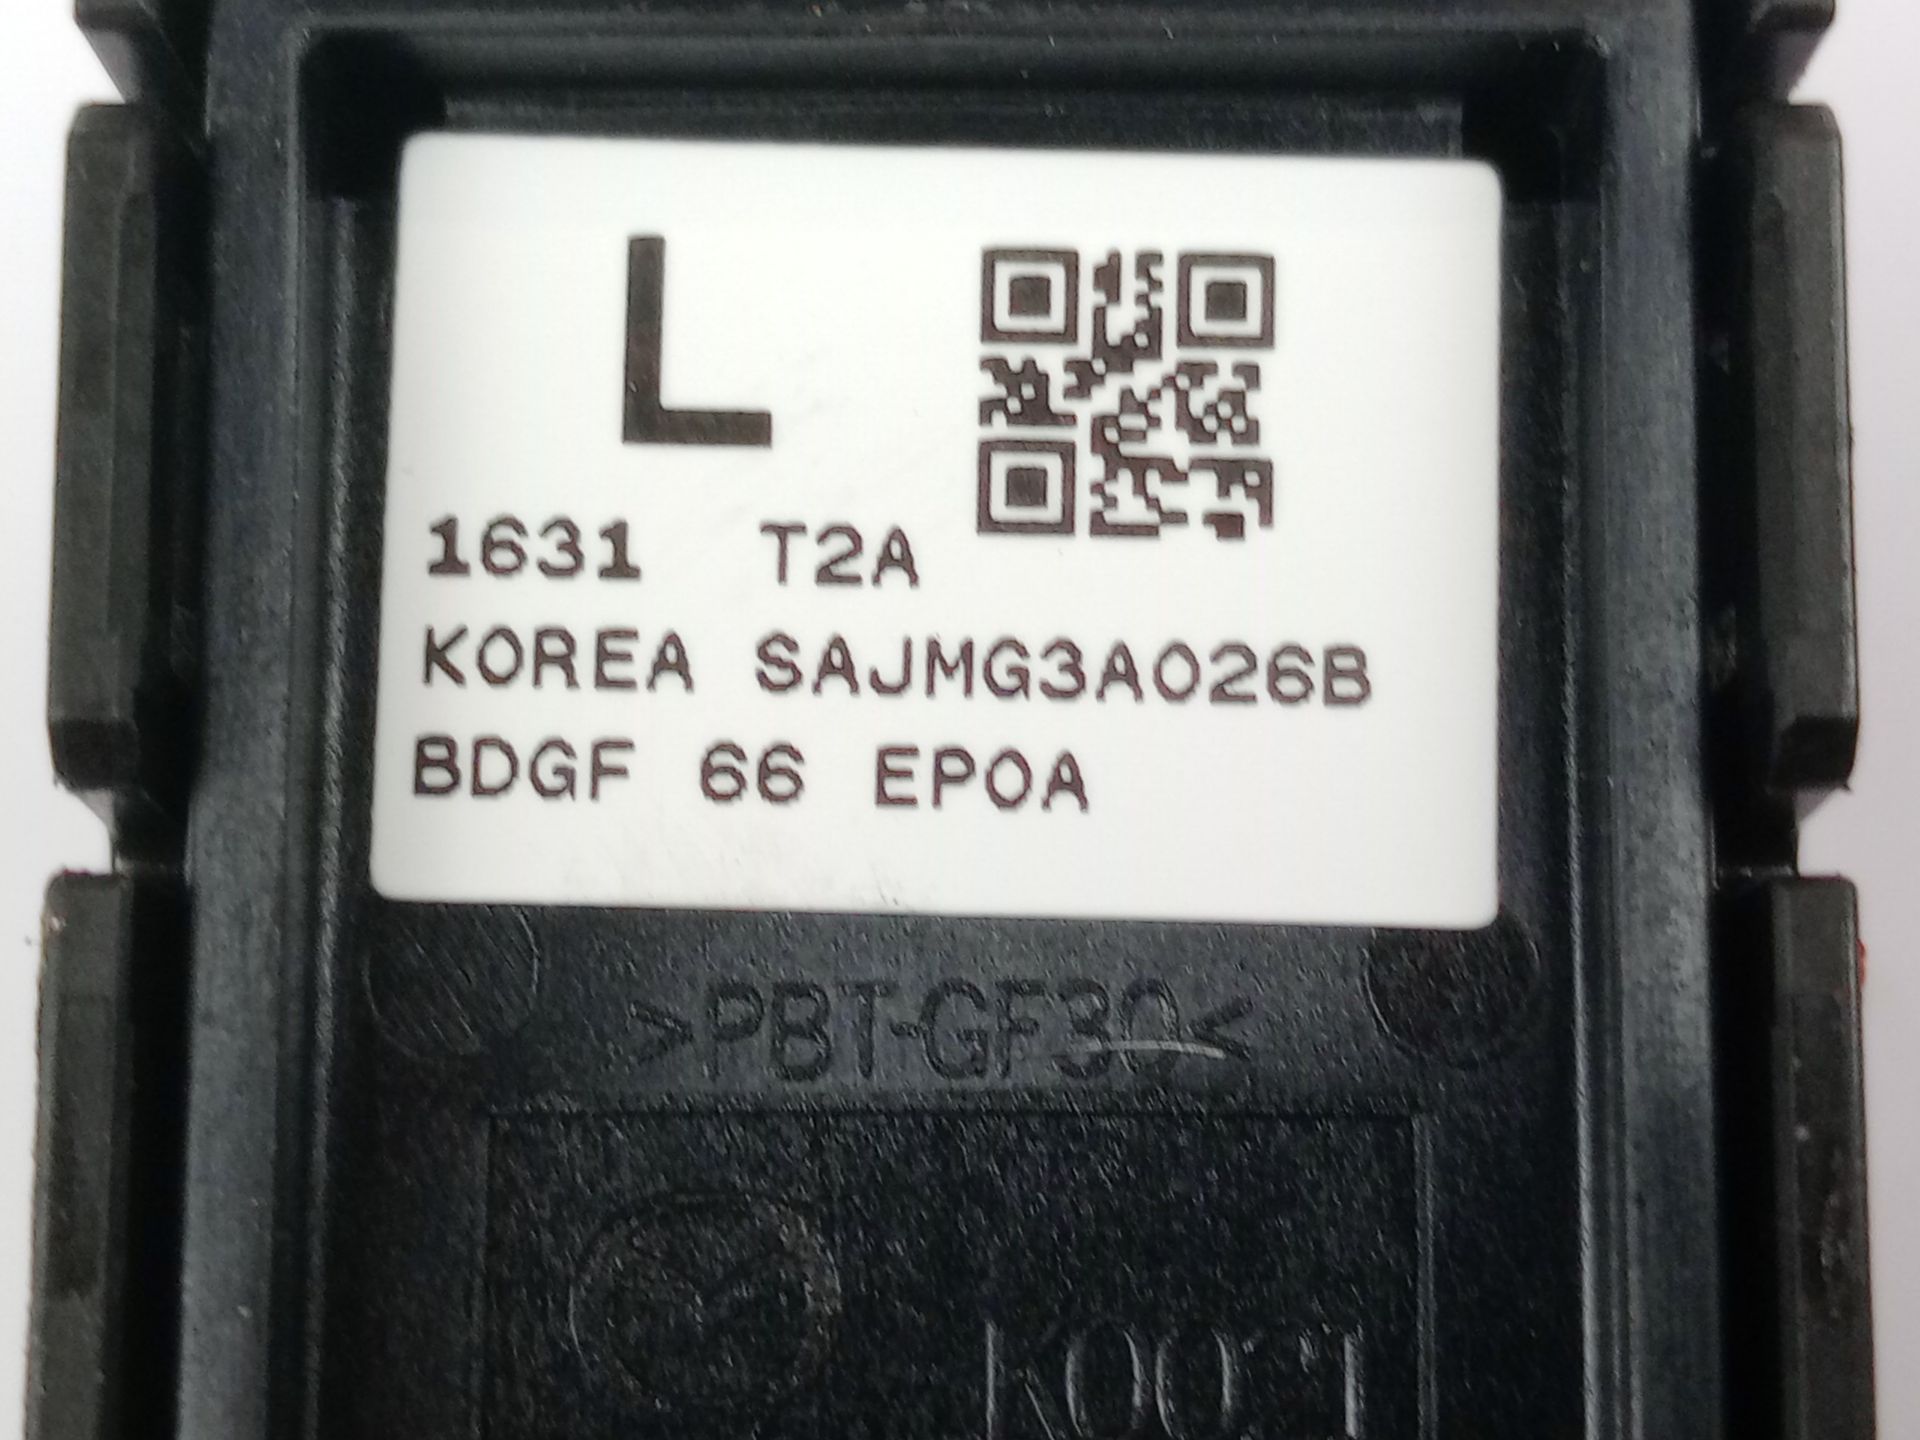 L
1631 T2A
KOREA SAJMG3A026B
BDGF 66 EP0A
>PBT-GF30<